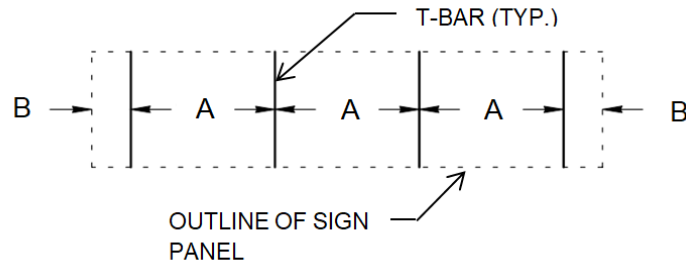 T-BAR (TYP.)
B A A A B
OUTLINE OF SIGN
PANEL